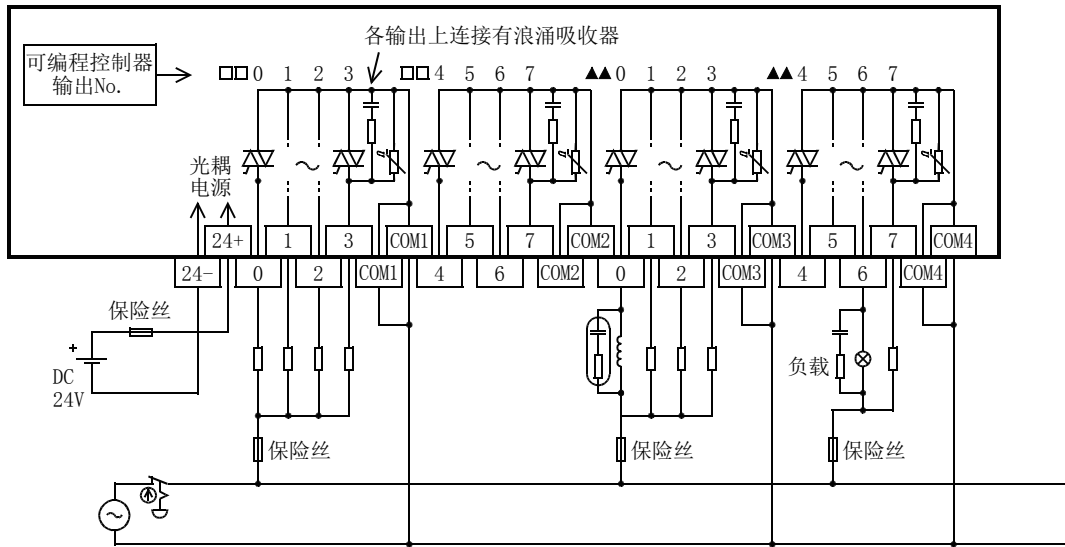 各输出上连接有浪涌吸收器
可编程控制器
输出No.
□□0 1 2 3 □□4 5 6 7 ▲▲0 1 2 3 ▲▲4 5 6 7
光耦
电源
24+ 1 3 COM1 5 7 COM2 1 3 COM3 5 7 COM4
24- 0 2 COM1 4 6 COM2 0 2 COM3 4 6 COM4
保险丝
+
DC
24V
负载
保险丝 保险丝 保险丝